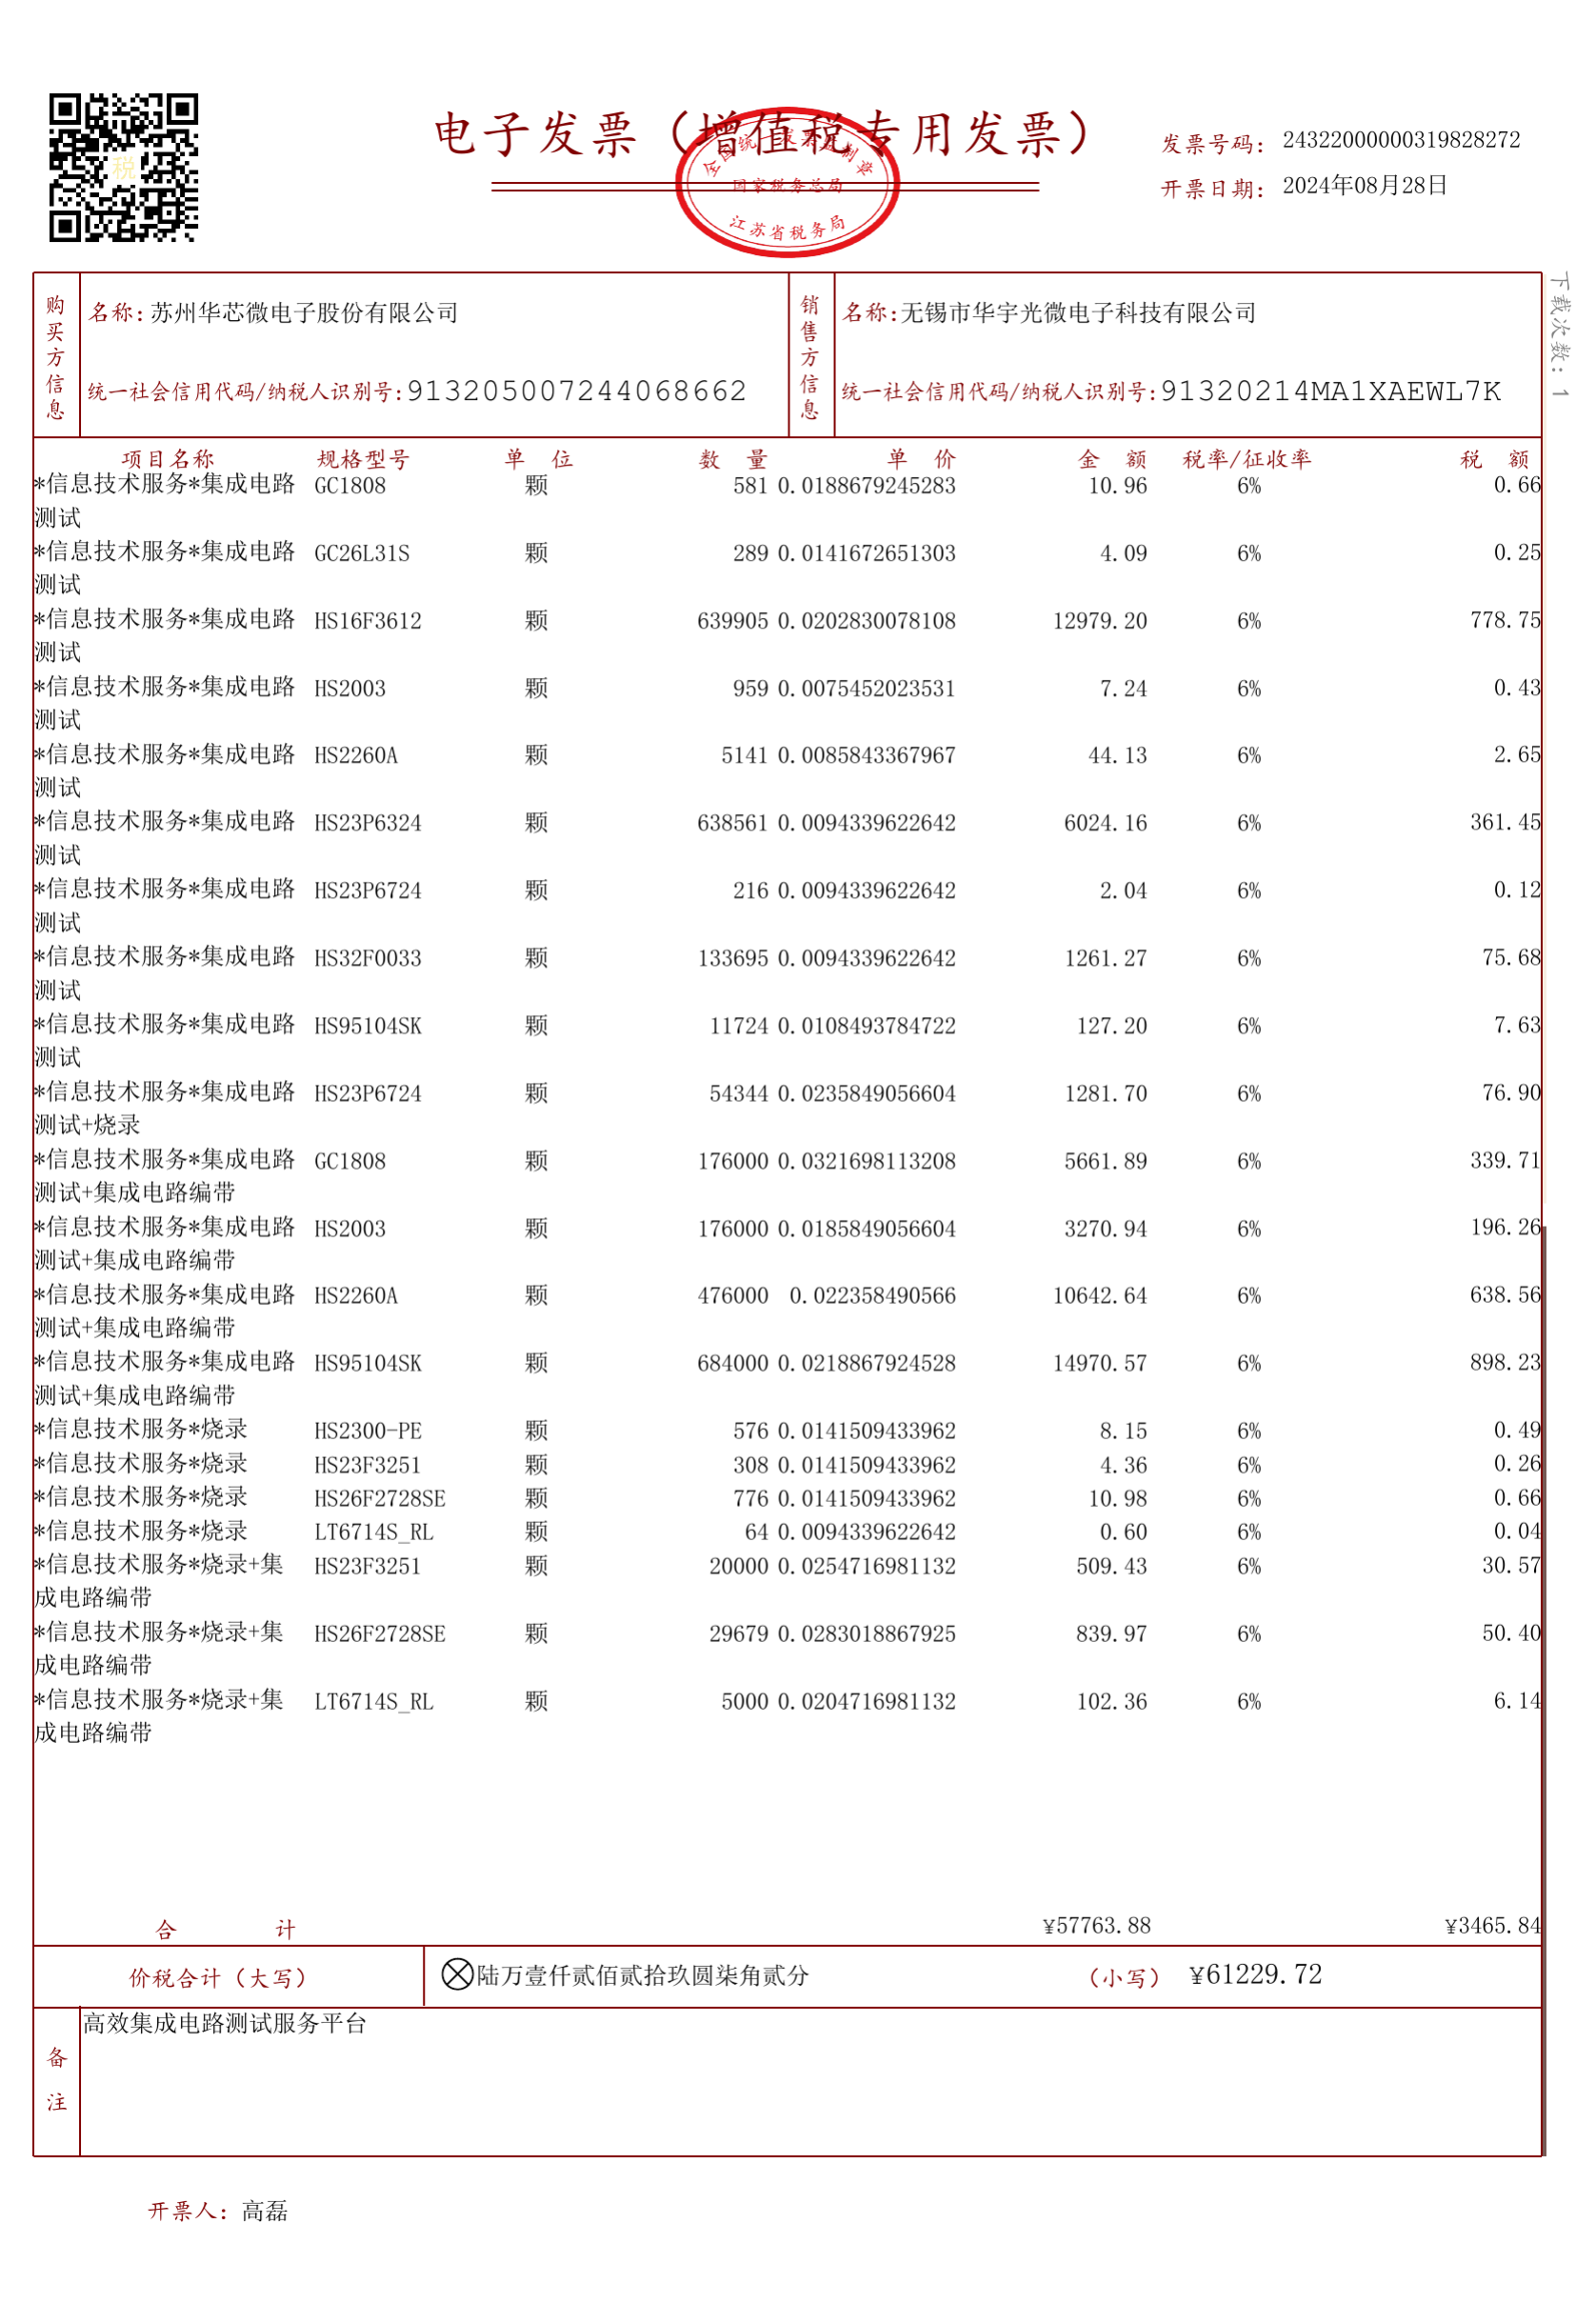 税
电子发票（增值税专用发票）
全国统一发票监制章
国家税务总局
江苏省税务局
发票号码： 24322000000319828272
开票日期： 2024年08月28日
下载次数：1
购买方信息
名称：苏州华芯微电子股份有限公司
统一社会信用代码/纳税人识别号：913205007244068662
销售方信息
名称：无锡市华宇光微电子科技有限公司
统一社会信用代码/纳税人识别号：91320214MA1XAEWL7K
项目名称 规格型号 单 位 数 量 单 价 金 额 税率/征收率 税 额
*信息技术服务*集成电路 GC1808 颗 581 0.0188679245283 10.96 6% 0.66
测试
*信息技术服务*集成电路 GC26L31S 颗 289 0.0141672651303 4.09 6% 0.25
测试
*信息技术服务*集成电路 HS16F3612 颗 639905 0.0202830078108 12979.20 6% 778.75
测试
*信息技术服务*集成电路 HS2003 颗 959 0.0075452023531 7.24 6% 0.43
测试
*信息技术服务*集成电路 HS2260A 颗 5141 0.0085843367967 44.13 6% 2.65
测试
*信息技术服务*集成电路 HS23P6324 颗 638561 0.0094339622642 6024.16 6% 361.45
测试
*信息技术服务*集成电路 HS23P6724 颗 216 0.0094339622642 2.04 6% 0.12
测试
*信息技术服务*集成电路 HS32F0033 颗 133695 0.0094339622642 1261.27 6% 75.68
测试
*信息技术服务*集成电路 HS95104SK 颗 11724 0.0108493784722 127.20 6% 7.63
测试
*信息技术服务*集成电路 HS23P6724 颗 54344 0.0235849056604 1281.70 6% 76.90
测试+烧录
*信息技术服务*集成电路 GC1808 颗 176000 0.0321698113208 5661.89 6% 339.71
测试+集成电路编带
*信息技术服务*集成电路 HS2003 颗 176000 0.0185849056604 3270.94 6% 196.26
测试+集成电路编带
*信息技术服务*集成电路 HS2260A 颗 476000 0.022358490566 10642.64 6% 638.56
测试+集成电路编带
*信息技术服务*集成电路 HS95104SK 颗 684000 0.0218867924528 14970.57 6% 898.23
测试+集成电路编带
*信息技术服务*烧录 HS2300-PE 颗 576 0.0141509433962 8.15 6% 0.49
*信息技术服务*烧录 HS23F3251 颗 308 0.0141509433962 4.36 6% 0.26
*信息技术服务*烧录 HS26F2728SE 颗 776 0.0141509433962 10.98 6% 0.66
*信息技术服务*烧录 LT6714S_RL 颗 64 0.0094339622642 0.60 6% 0.04
*信息技术服务*烧录+集 HS23F3251 颗 20000 0.0254716981132 509.43 6% 30.57
成电路编带
*信息技术服务*烧录+集 HS26F2728SE 颗 29679 0.0283018867925 839.97 6% 50.40
成电路编带
*信息技术服务*烧录+集 LT6714S_RL 颗 5000 0.0204716981132 102.36 6% 6.14
成电路编带
合 计 ¥57763.88 ¥3465.84
价税合计（大写） ⊗陆万壹仟贰佰贰拾玖圆柒角贰分 （小写） ¥61229.72
备注
高效集成电路测试服务平台
开票人：高磊